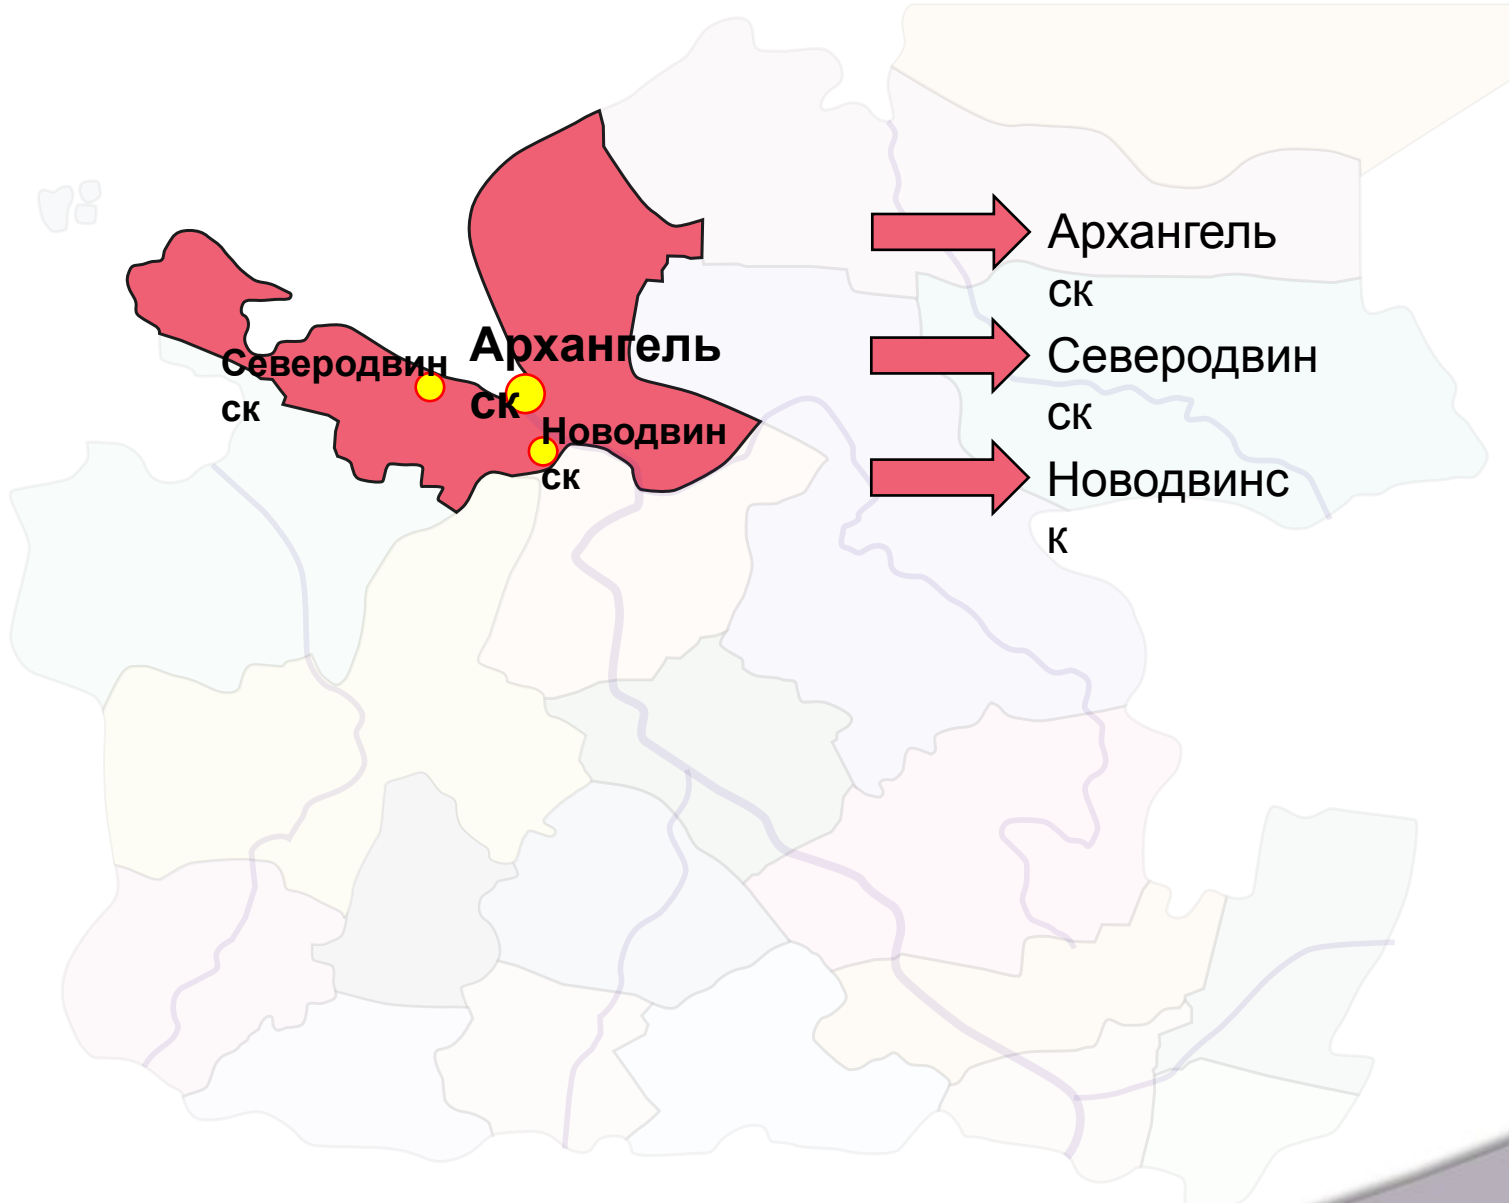 Северодвин
ск
Архангель
ск
Новодвин
ск
Архангель
ск
Северодвин
ск
Новодвинс
к